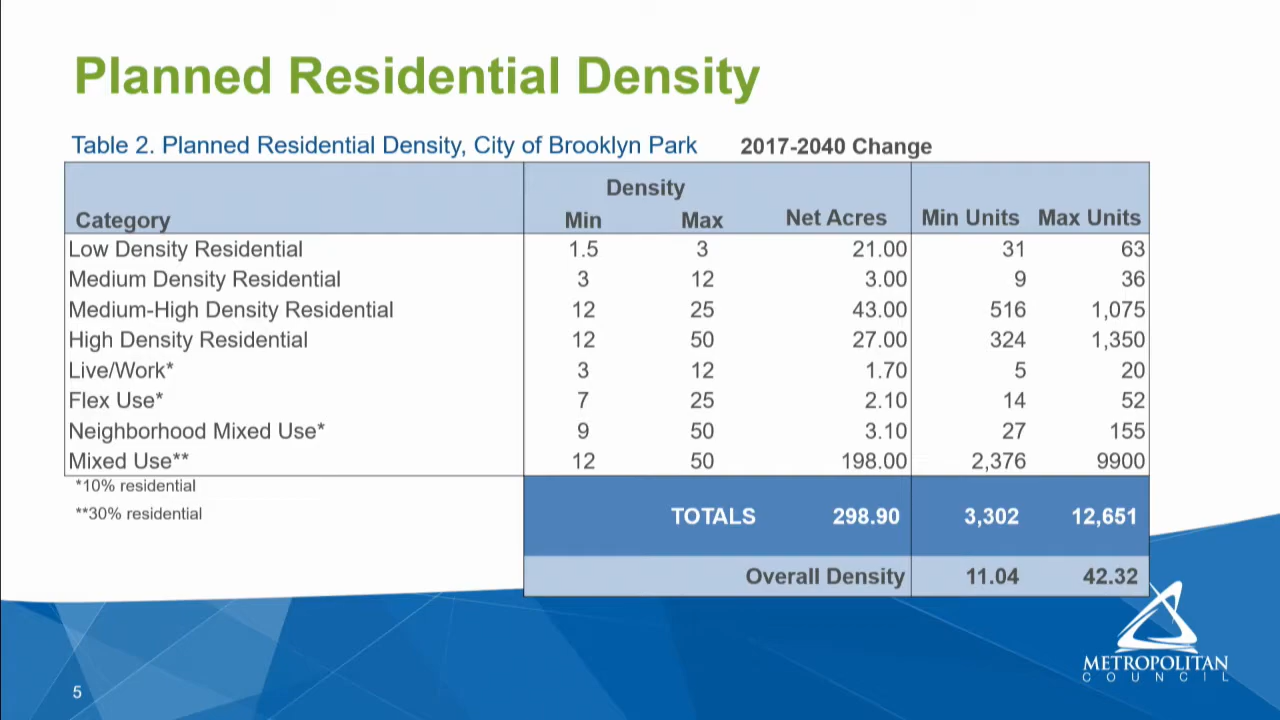 Planned Residential Density
Table 2. Planned Residential Density, City of Brooklyn Park 2017-2040 Change
Density
Category Min Max Net Acres Min Units Max Units
Low Density Residential 1.5 3 21.00 31 63
Medium Density Residential 3 12 3.00 9 36
Medium-High Density Residential 12 25 43.00 516 1,075
High Density Residential 12 50 27.00 324 1,350
Live/Work* 3 12 1.70 5 20
Flex Use* 7 25 2.10 14 52
Neighborhood Mixed Use* 9 50 3.10 27 155
Mixed Use** 12 50 198.00 2,376 9900
*10% residential
**30% residential
TOTALS 298.90 3,302 12,651
Overall Density 11.04 42.32
METROPOLITAN
COUNCIL
5